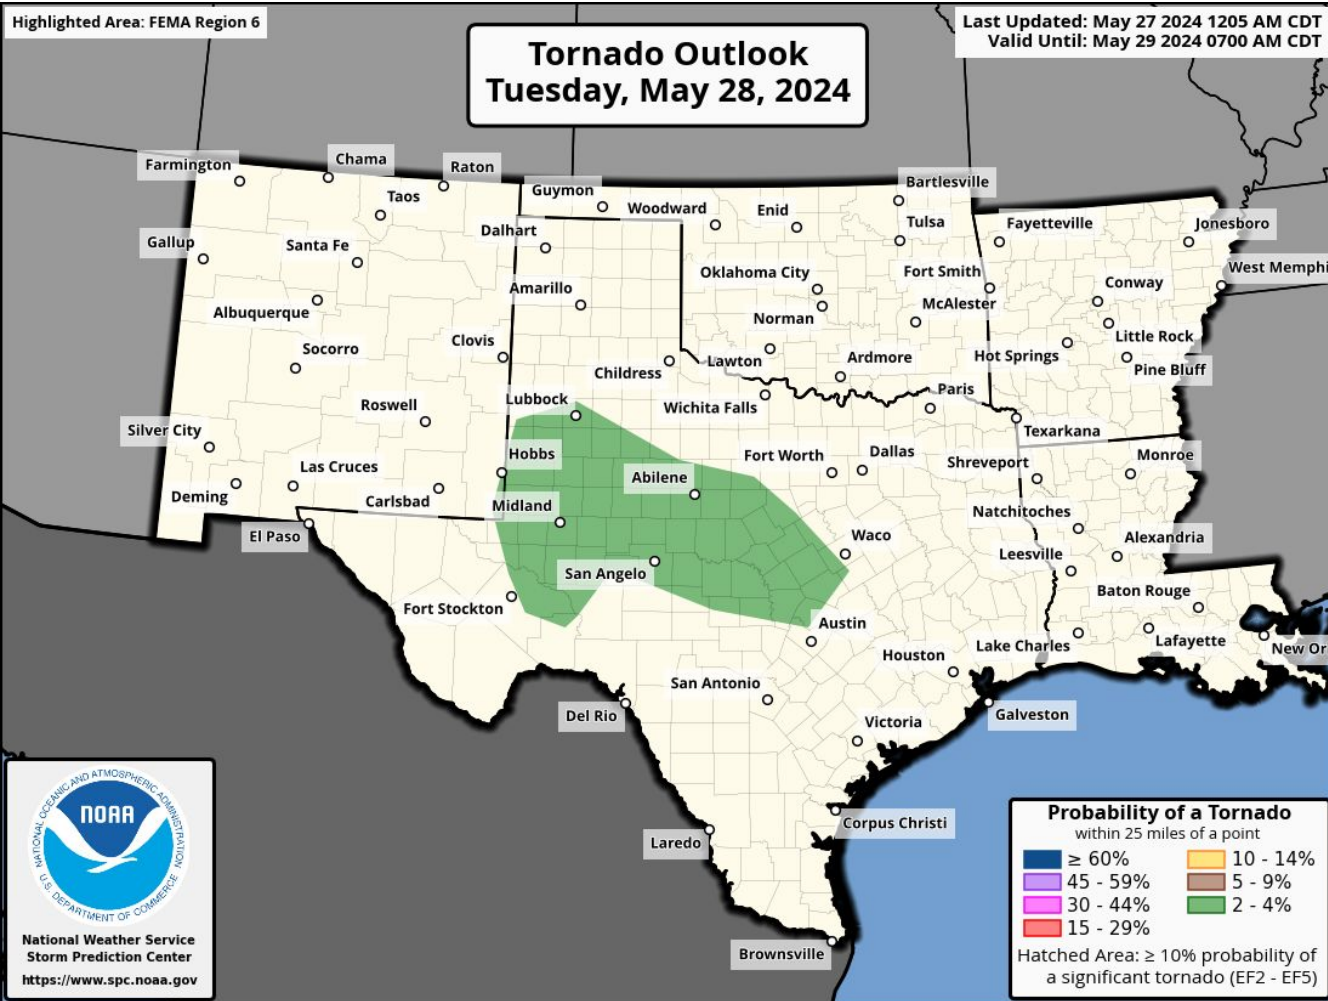 Highlighted Area: FEMA Region 6
Last Updated: May 27 2024 1205 AM CDT
Valid Until: May 29 2024 0700 AM CDT
Tornado Outlook
Tuesday, May 28, 2024
Farmington
Chama
Raton
Taos
Guymon
Woodward
Enid
Bartlesville
Tulsa
Fayetteville
Jonesboro
Gallup
Santa Fe
Dalhart
Oklahoma City
Fort Smith
West Memphi
Amarillo
Conway
Albuquerque
Norman
McAlester
Socorro
Clovis
Little Rock
Childress
Lawton
Ardmore
Hot Springs
Pine Bluff
Roswell
Lubbock
Wichita Falls
Paris
Silver City
Texarkana
Las Cruces
Hobbs
Fort Worth
Dallas
Shreveport
Monroe
Deming
Carlsbad
Abilene
Midland
Natchitoches
El Paso
Waco
Leesville
Alexandria
San Angelo
Baton Rouge
Fort Stockton
Austin
Lake Charles
Lafayette
New Or
Houston
San Antonio
Del Rio
Galveston
Victoria
Corpus Christi
Laredo
Brownsville
NATIONAL OCEANIC AND ATMOSPHERIC ADMINISTRATION
NOAA
U.S. DEPARTMENT OF COMMERCE
National Weather Service
Storm Prediction Center
https://www.spc.noaa.gov
Probability of a Tornado
within 25 miles of a point
≥ 60%
10 - 14%
45 - 59%
5 - 9%
30 - 44%
2 - 4%
15 - 29%
Hatched Area: ≥ 10% probability of
a significant tornado (EF2 - EF5)